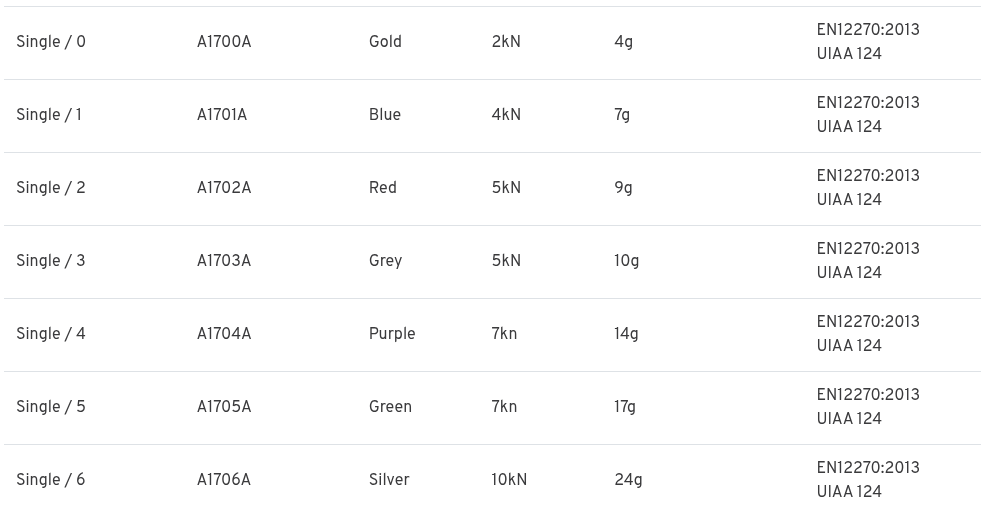 Single / 0 A1700A Gold 2kN 4g EN12270:2013
UIAA 124
Single / 1 A1701A Blue 4kN 7g EN12270:2013
UIAA 124
Single / 2 A1702A Red 5kN 9g EN12270:2013
UIAA 124
Single / 3 A1703A Grey 5kN 10g EN12270:2013
UIAA 124
Single / 4 A1704A Purple 7kn 14g EN12270:2013
UIAA 124
Single / 5 A1705A Green 7kn 17g EN12270:2013
UIAA 124
Single / 6 A1706A Silver 10kN 24g EN12270:2013
UIAA 124